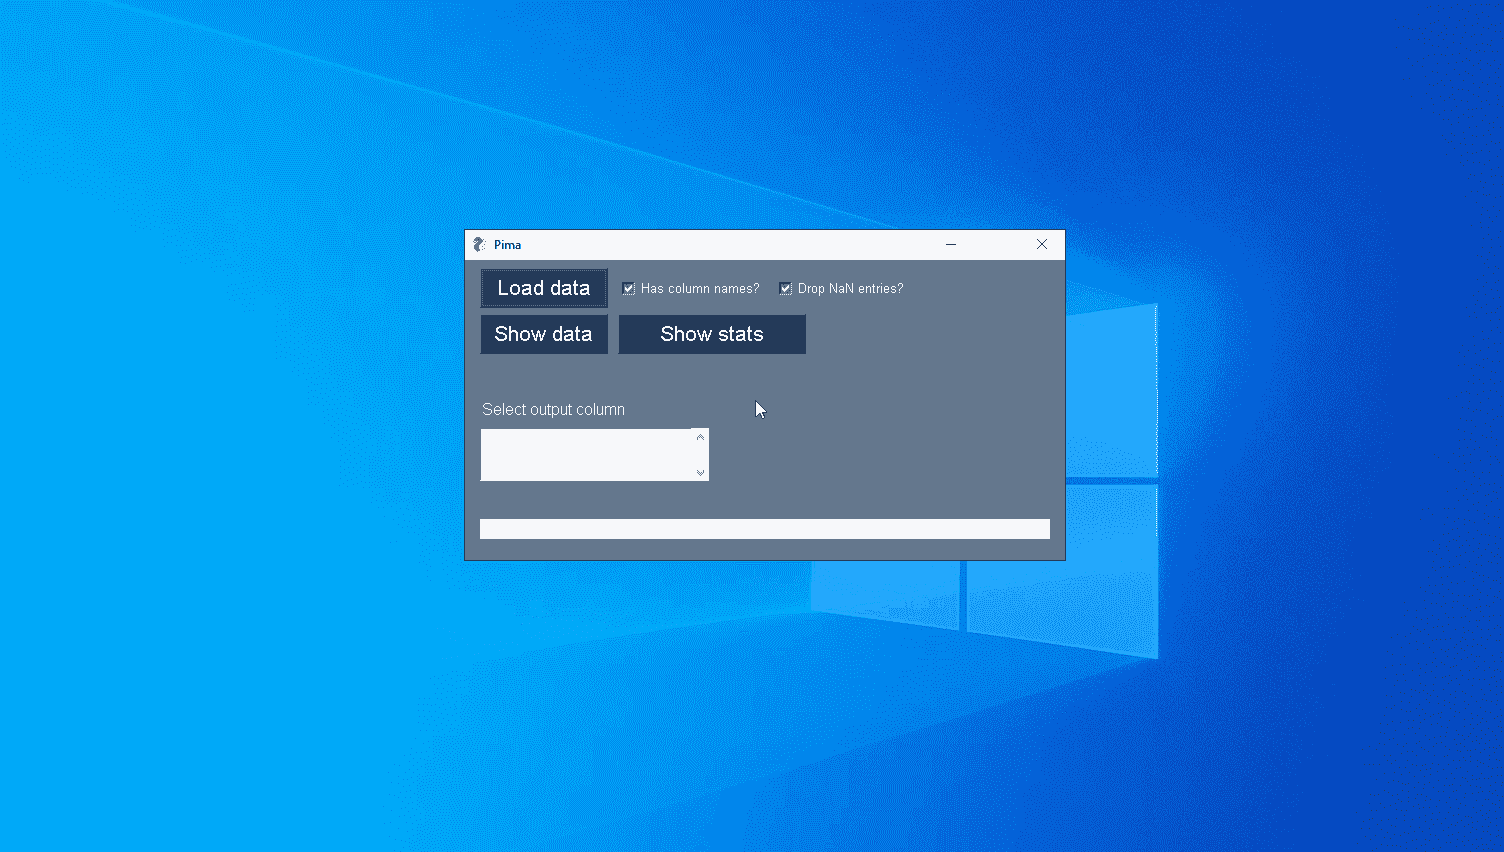 Pima
Load data Has column names? Drop NaN entries?
Show data Show stats
Select output column